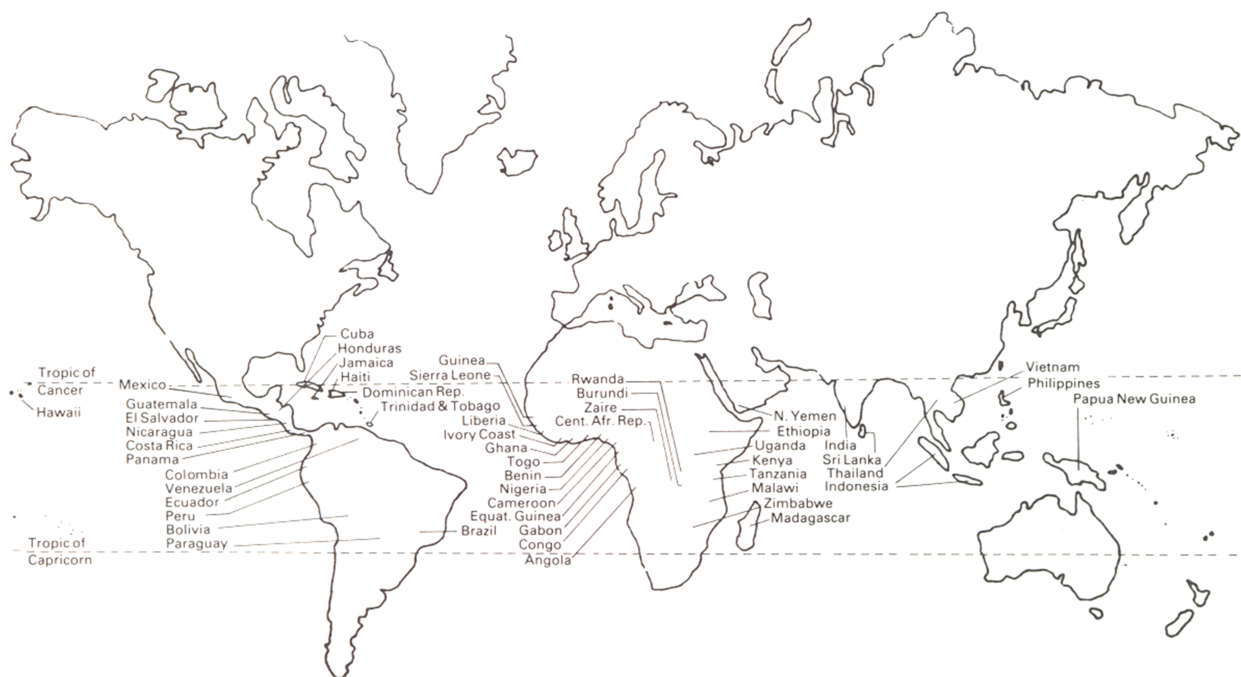 Tropic of
Cancer
Hawaii
Mexico
Guatemala
El Salvador
Nicaragua
Costa Rica
Panama
Colombia
Venezuela
Ecuador
Peru
Bolivia
Paraguay
Tropic of
Capricorn
Cuba
Honduras
Jamaica
Haiti
Dominican Rep.
Trinidad & Tobago
Brazil
Guinea
Sierra Leone
Liberia
Ivory Coast
Ghana
Togo
Benin
Nigeria
Cameroon
Equat. Guinea
Gabon
Congo
Angola
Rwanda
Burundi
Zaire
Cent. Afr. Rep.
N. Yemen
Ethiopia
Uganda
Kenya
Tanzania
Malawi
Zimbabwe
Madagascar
India
Sri Lanka
Thailand
Indonesia
Vietnam
Philippines
Papua New Guinea